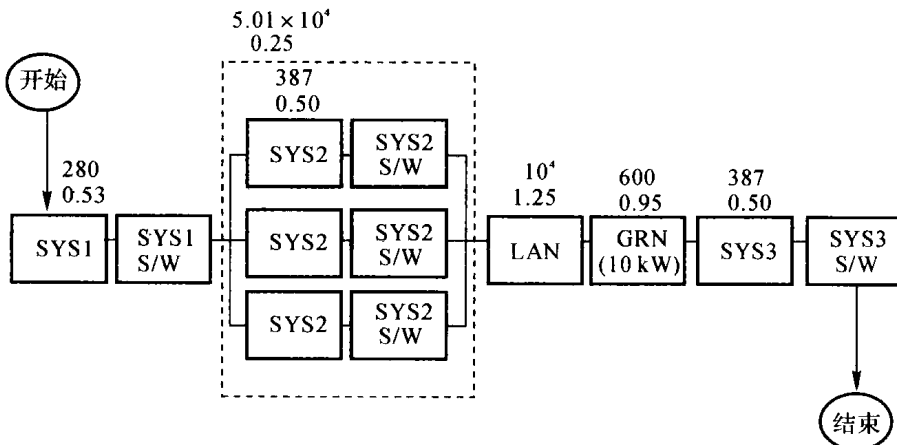 5.01 × 10⁴
0.25
开始
387
0.50
SYS2
SYS2
S/W
280
0.53
SYS1
SYS1
S/W
SYS2
SYS2
S/W
10⁴
1.25
LAN
600
0.95
GRN
(10 kW)
387
0.50
SYS3
SYS3
S/W
SYS2
SYS2
S/W
结束